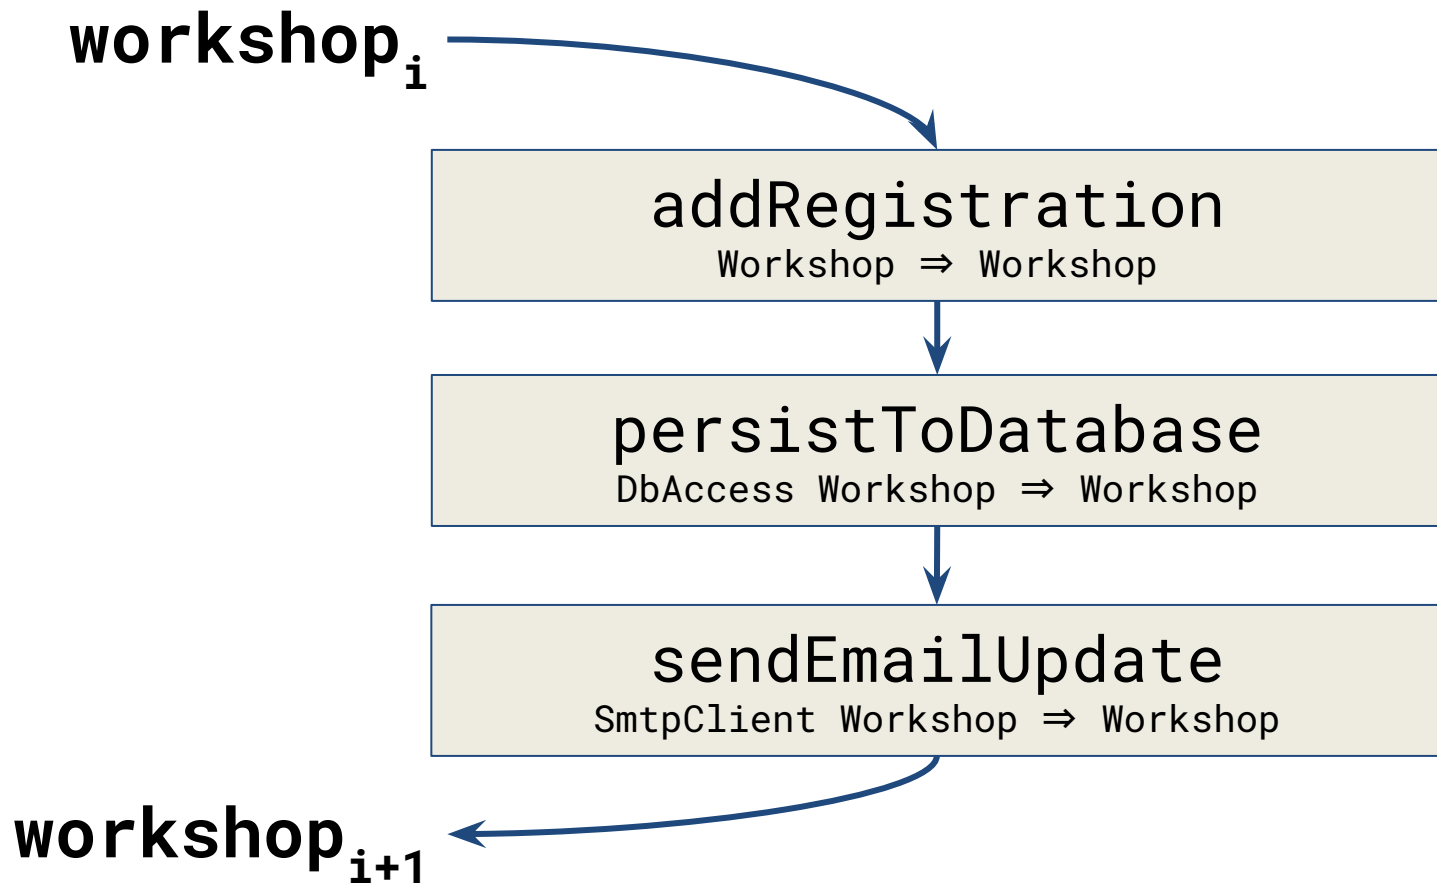 workshopi
addRegistration
Workshop ⇒ Workshop
persistToDatabase
DbAccess Workshop ⇒ Workshop
sendEmailUpdate
SmtpClient Workshop ⇒ Workshop
workshopi+1